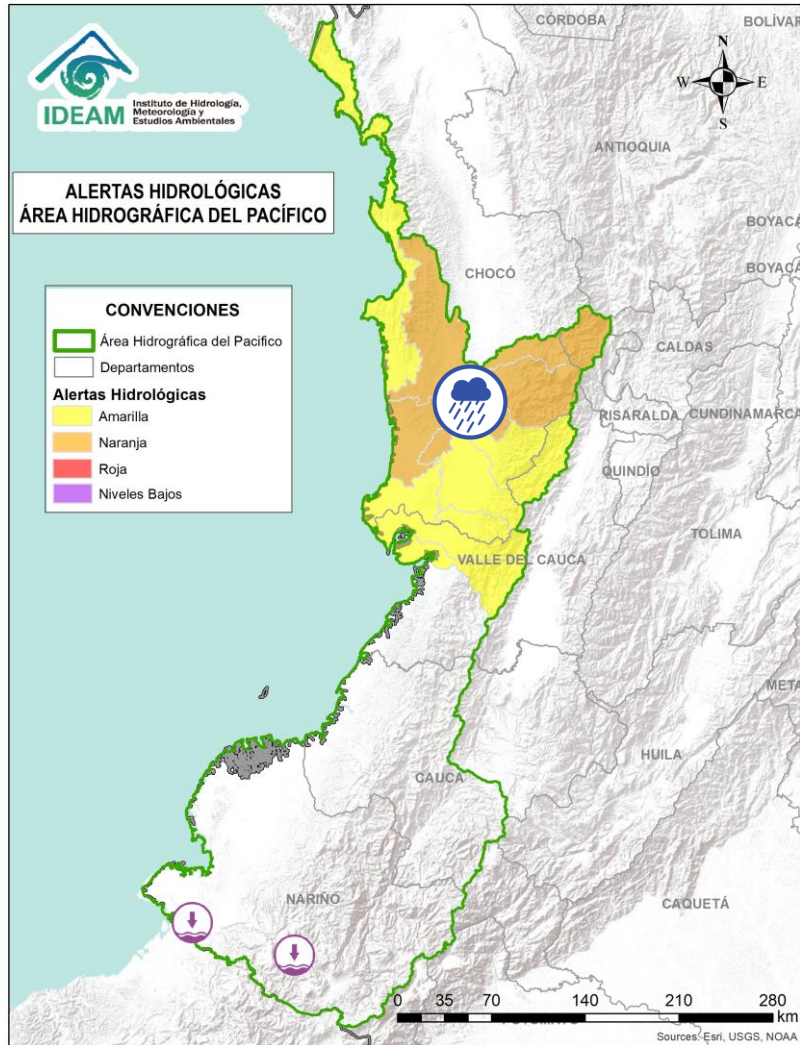 IDEAM
Instituto de Hidrología,
Meteorología y
Estudios Ambientales
ALERTAS HIDROLÓGICAS
ÁREA HIDROGRÁFICA DEL PACÍFICO
CONVENCIONES
Área Hidrográfica del Pacifico
Departamentos
Alertas Hidrológicas
Amarilla
Naranja
Roja
Niveles Bajos
CÓRDOBA
BOLÍVAR
N
W
E
S
ANTIOQUIA
BOYACÁ
CHOCÓ
BOYACÁ
CALDAS
RISARALDA
CUNDINAMARCA
QUINDÍO
TOLIMA
VALLE DEL CAUCA
META
HUILA
CAUCA
NARIÑO
CAQUETÁ
0 35 70 140 210 280
km
Sources: Esri, USGS, NOAA